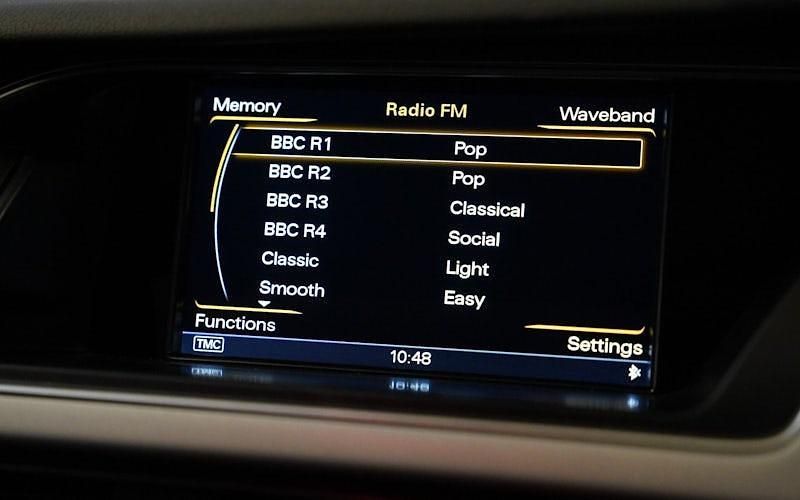 Memory Radio FM Waveband
BBC R1 Pop
BBC R2 Pop
BBC R3 Classical
BBC R4 Social
Classic Light
Smooth Easy
Functions Settings
TMC 10:48